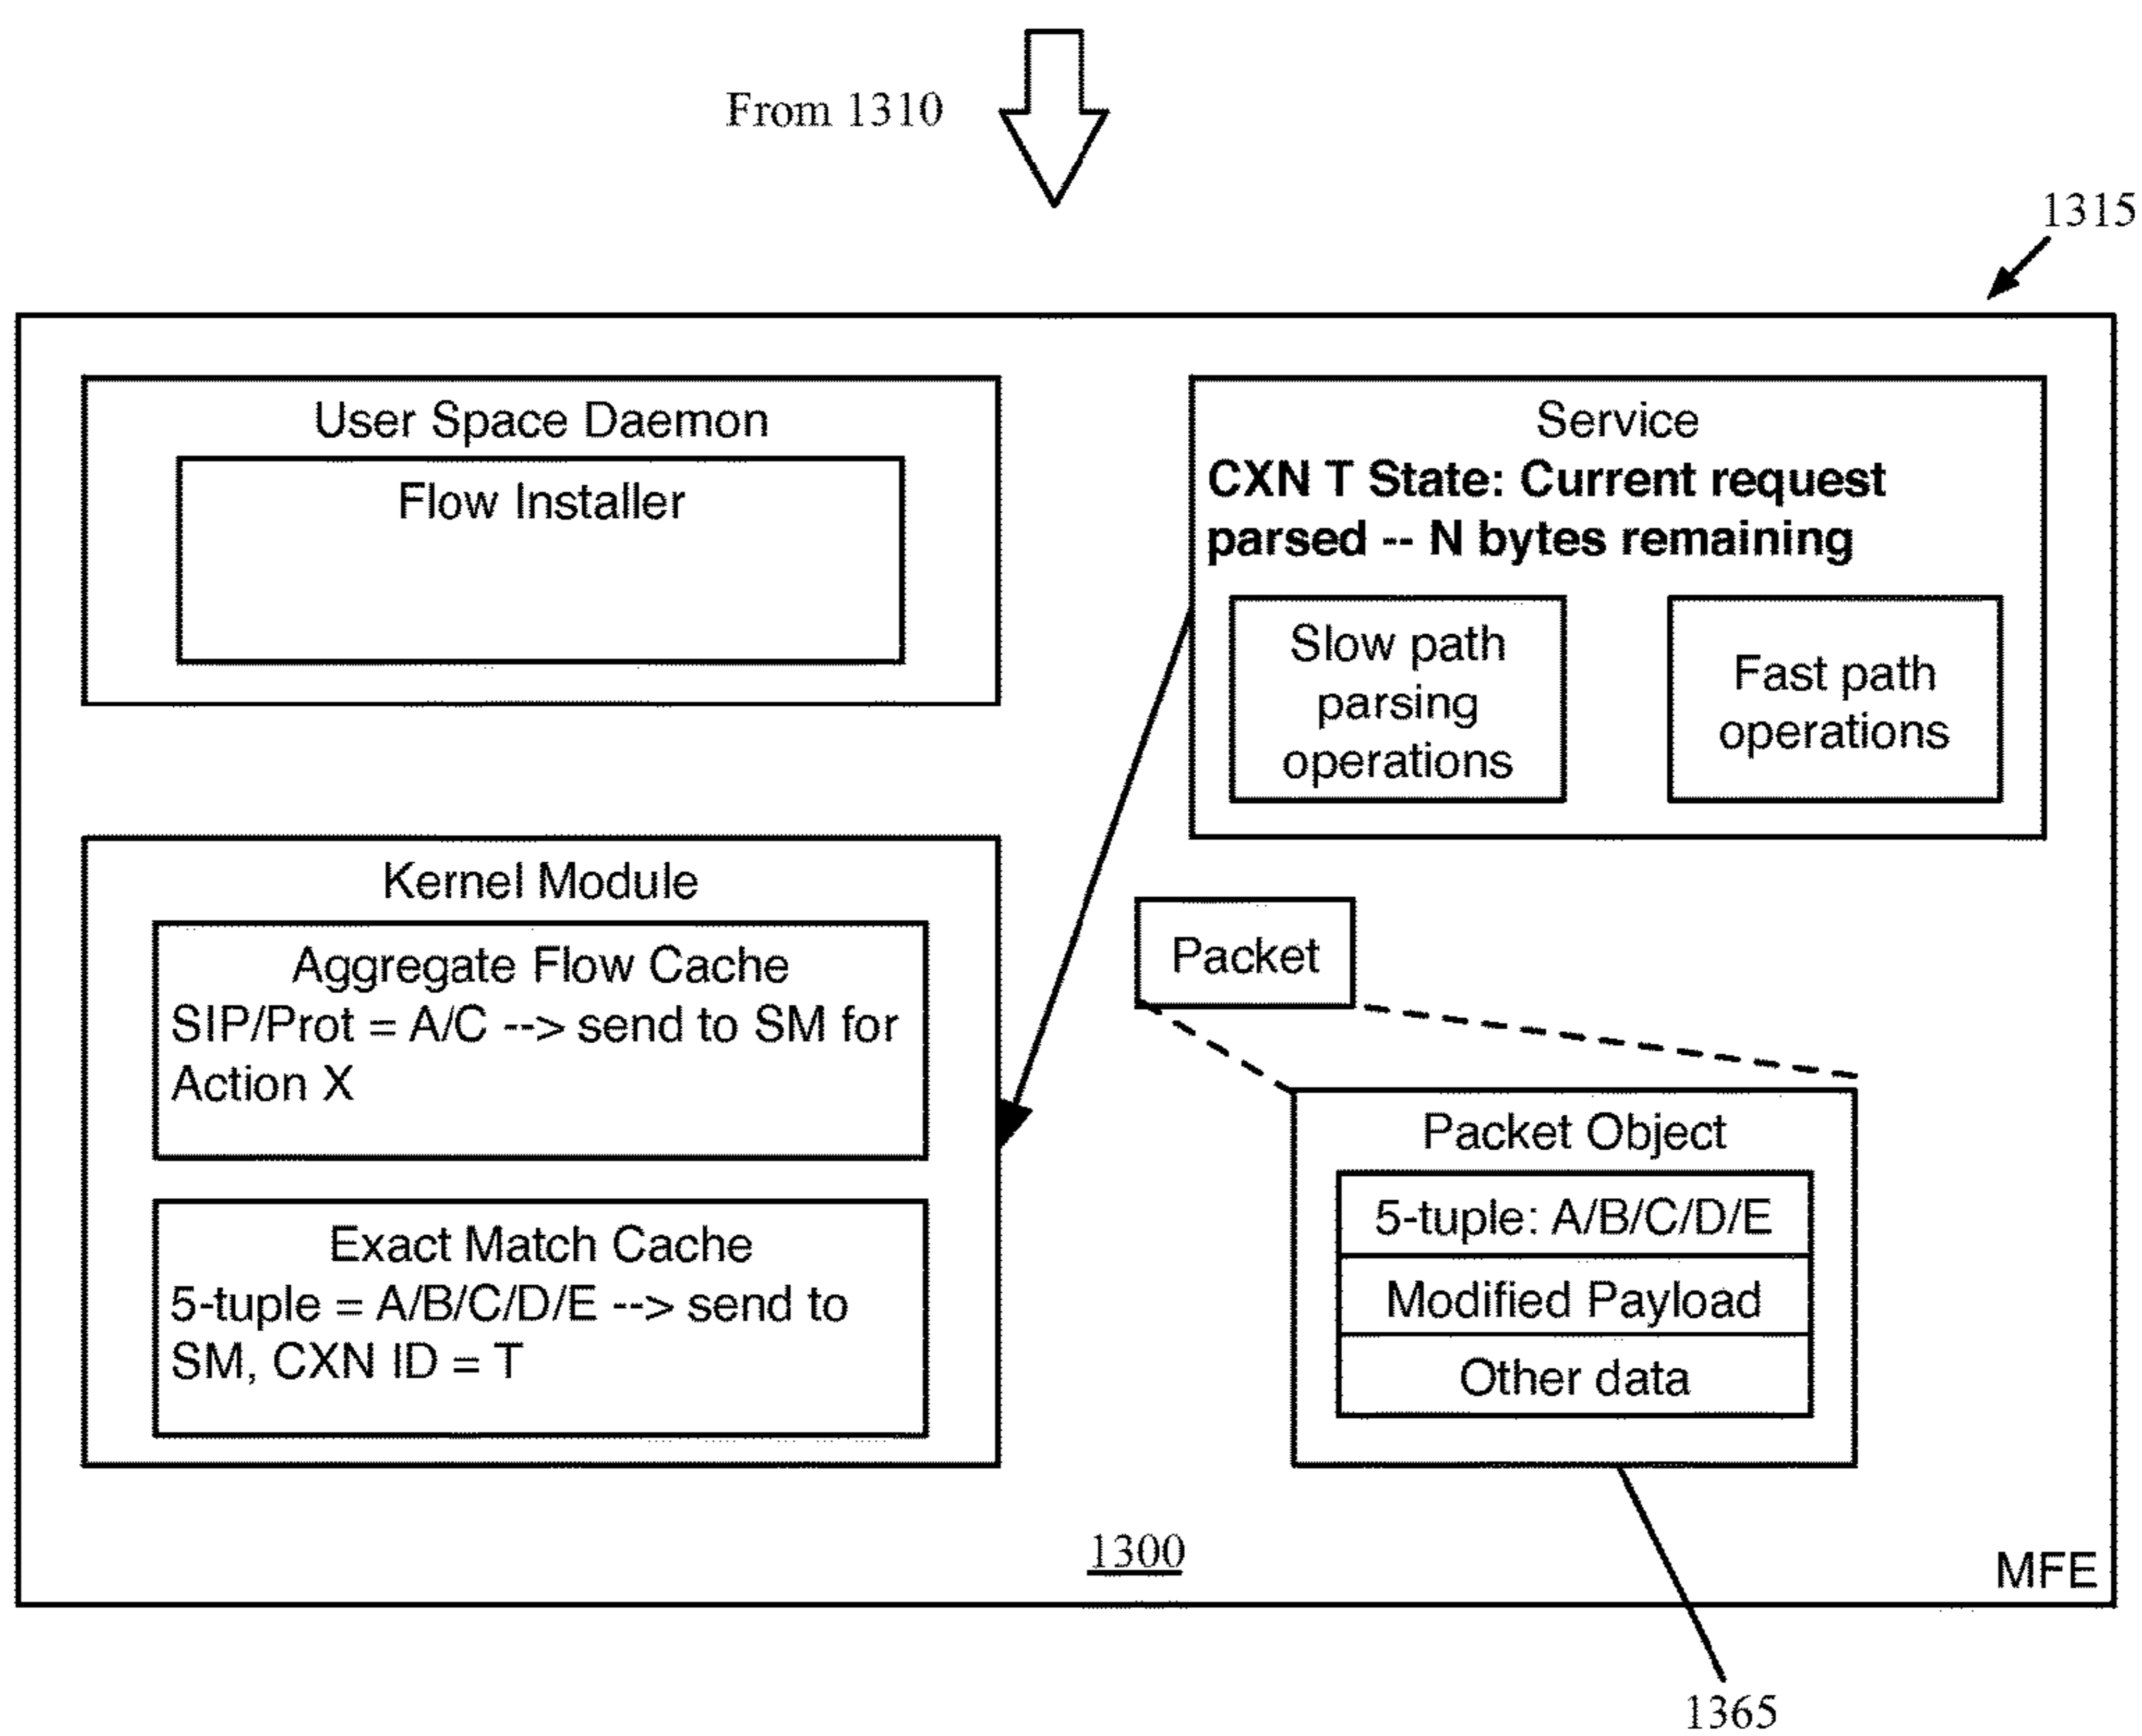 From 1310
1315
User Space Daemon
Flow Installer
Service
CXN T State: Current request
parsed -- N bytes remaining
Slow path
parsing
operations
Fast path
operations
Kernel Module
Aggregate Flow Cache
SIP/Prot = A/C --> send to SM for
Action X
Exact Match Cache
5-tuple = A/B/C/D/E --> send to
SM, CXN ID = T
Packet
Packet Object
5-tuple: A/B/C/D/E
Modified Payload
Other data
1300
MFE
1365